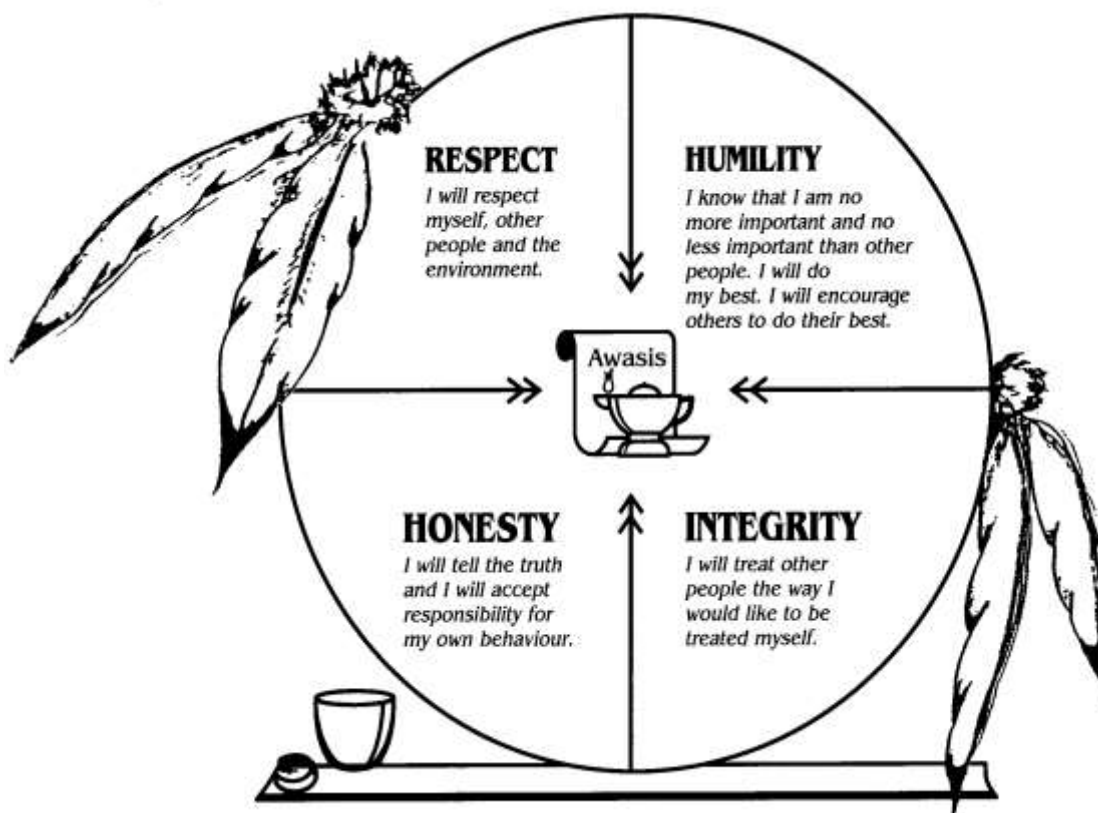 RESPECT
I will respect
myself, other
people and the
environment.
HUMILITY
I know that I am no
more important and no
less important than other
people. I will do
my best. I will encourage
others to do their best.
Awasis
HONESTY
I will tell the truth
and I will accept
responsibility for
my own behaviour.
INTEGRITY
I will treat other
people the way I
would like to be
treated myself.